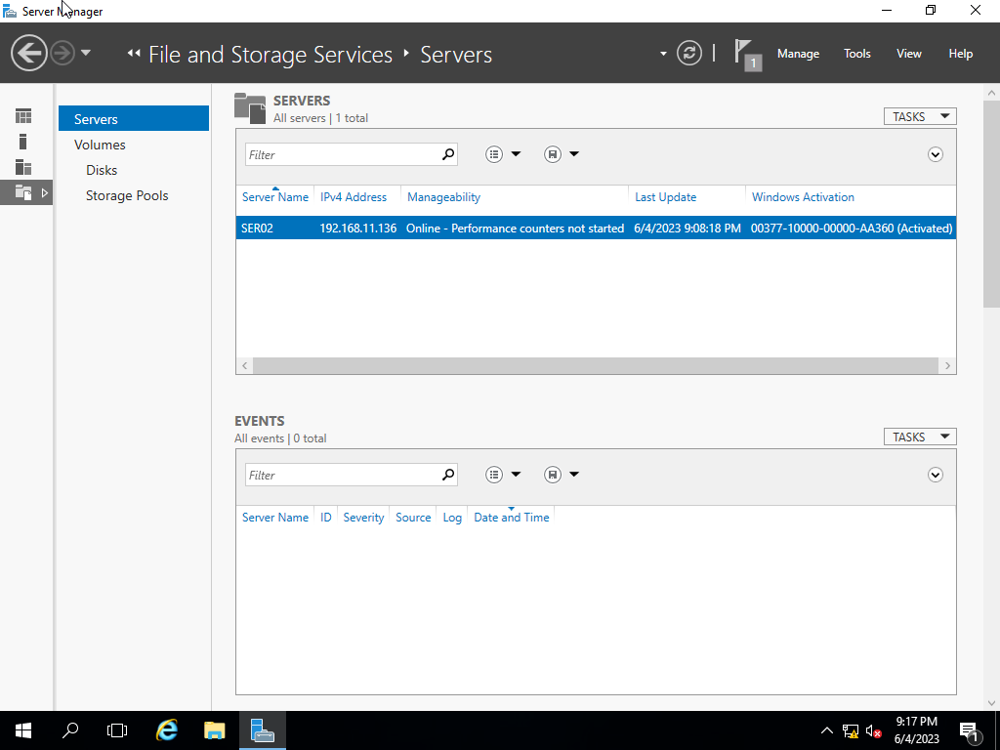 Server Manager
File and Storage Services
Servers
1
Manage
Tools
View
Help
Servers
Volumes
Disks
Storage Pools
SERVERS
All servers | 1 total
TASKS
Filter
Server Name IPv4 Address Manageability Last Update Windows Activation
SER02 192.168.11.136 Online - Performance counters not started 6/4/2023 9:08:18 PM 00377-10000-00000-AA360 (Activated)
EVENTS
All events | 0 total
TASKS
Filter
Server Name ID Severity Source Log Date and Time
9:17 PM
6/4/2023
1